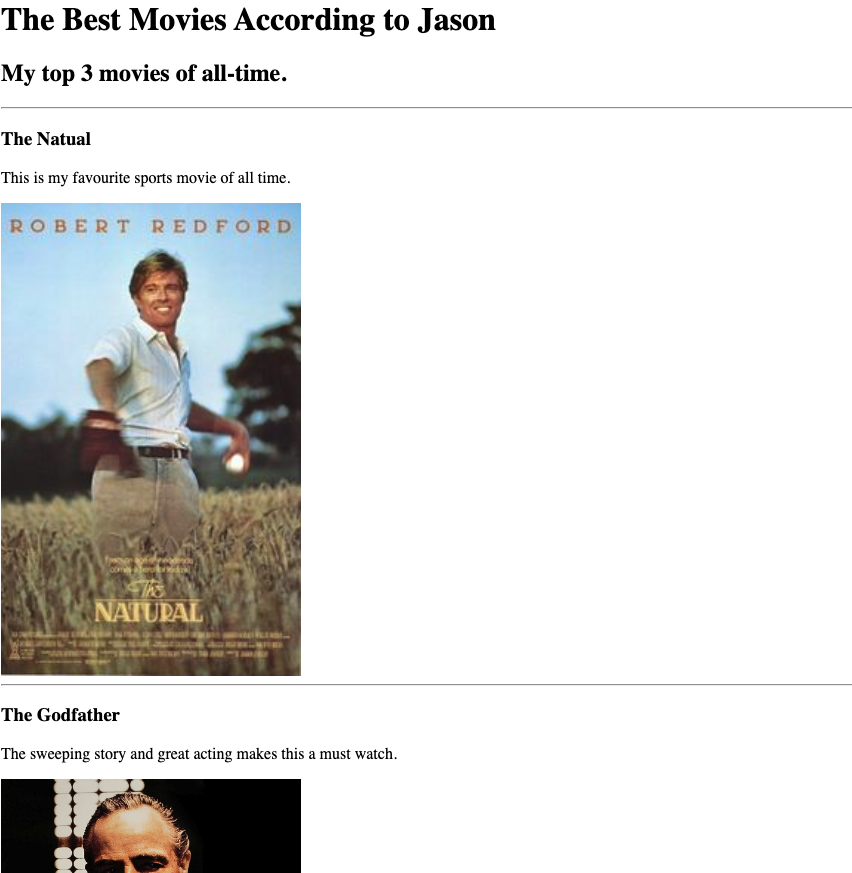 The Best Movies According to Jason
My top 3 movies of all-time.
The Natual
This is my favourite sports movie of all time.
ROBERT REDFORD
The
NATURAL
The Godfather
The sweeping story and great acting makes this a must watch.